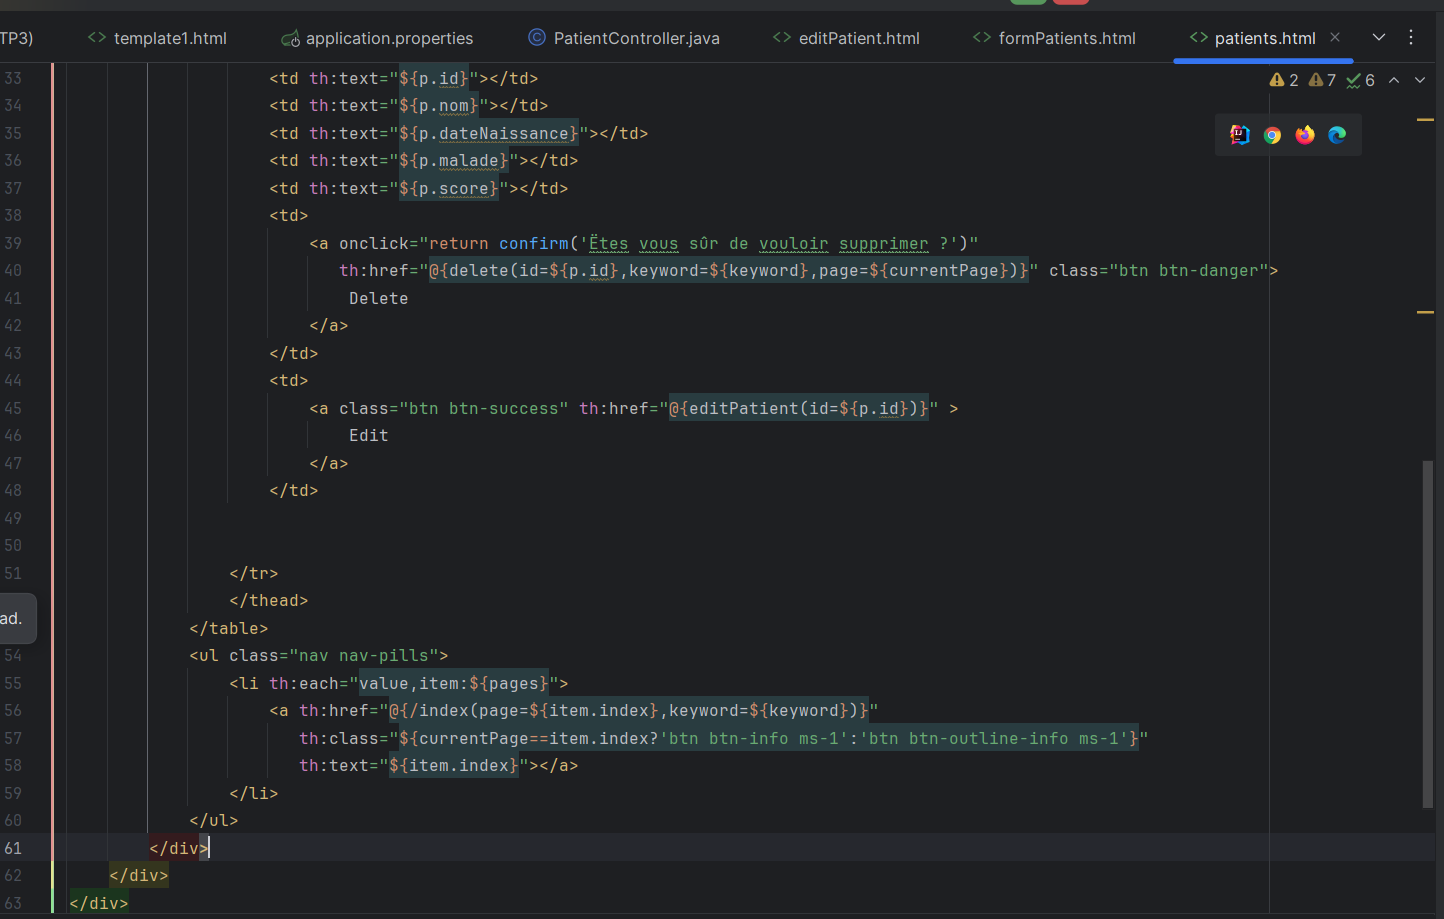 TP3) template1.html application.properties PatientController.java editPatient.html formPatients.html patients.html
2 7 6
33 <td th:text="${p.id}"></td>
34 <td th:text="${p.nom}"></td>
35 <td th:text="${p.dateNaissance}"></td>
36 <td th:text="${p.malade}"></td>
37 <td th:text="${p.score}"></td>
38 <td>
39 <a onclick="return confirm('Ëtes vous sûr de vouloir supprimer ?')"
40 th:href="@{delete(id=${p.id},keyword=${keyword},page=${currentPage})}" class="btn btn-danger">
41 Delete
42 </a>
43 </td>
44 <td>
45 <a class="btn btn-success" th:href="@{editPatient(id=${p.id})}" >
46 Edit
47 </a>
48 </td>
49
50
51 </tr>
</thead>
ad.
</table>
54 <ul class="nav nav-pills">
55 <li th:each="value,item:${pages}">
56 <a th:href="@{/index(page=${item.index},keyword=${keyword})}"
57 th:class="${currentPage==item.index?'btn btn-info ms-1':'btn btn-outline-info ms-1'}"
58 th:text="${item.index}"></a>
59 </li>
60 </ul>
61 </div>
62 </div>
63 </div>